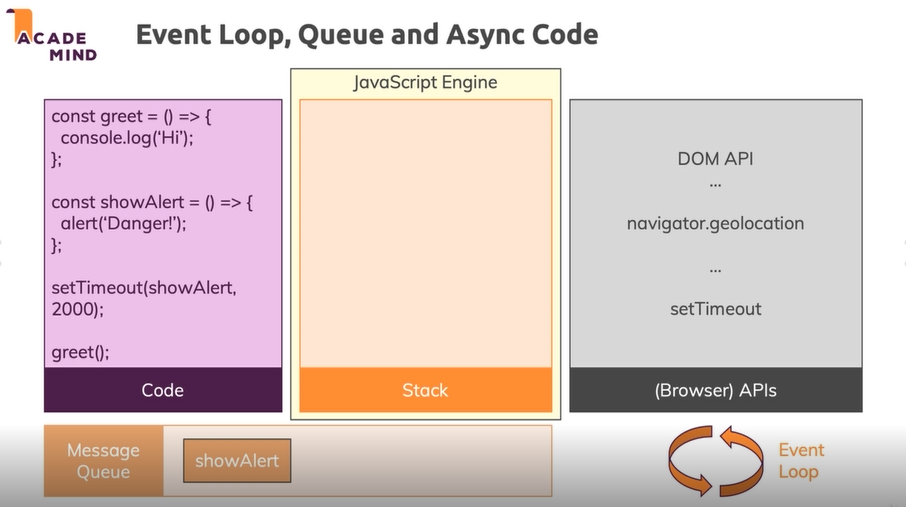 ACADE
MIND
Event Loop, Queue and Async Code
JavaScript Engine
const greet = () => {
console.log(‘Hi’);
};
const showAlert = () => {
alert(‘Danger!’);
};
setTimeout(showAlert,
2000);
greet();
Code
Stack
DOM API
...
navigator.geolocation
...
setTimeout
(Browser) APIs
Message
Queue
showAlert
Event
Loop